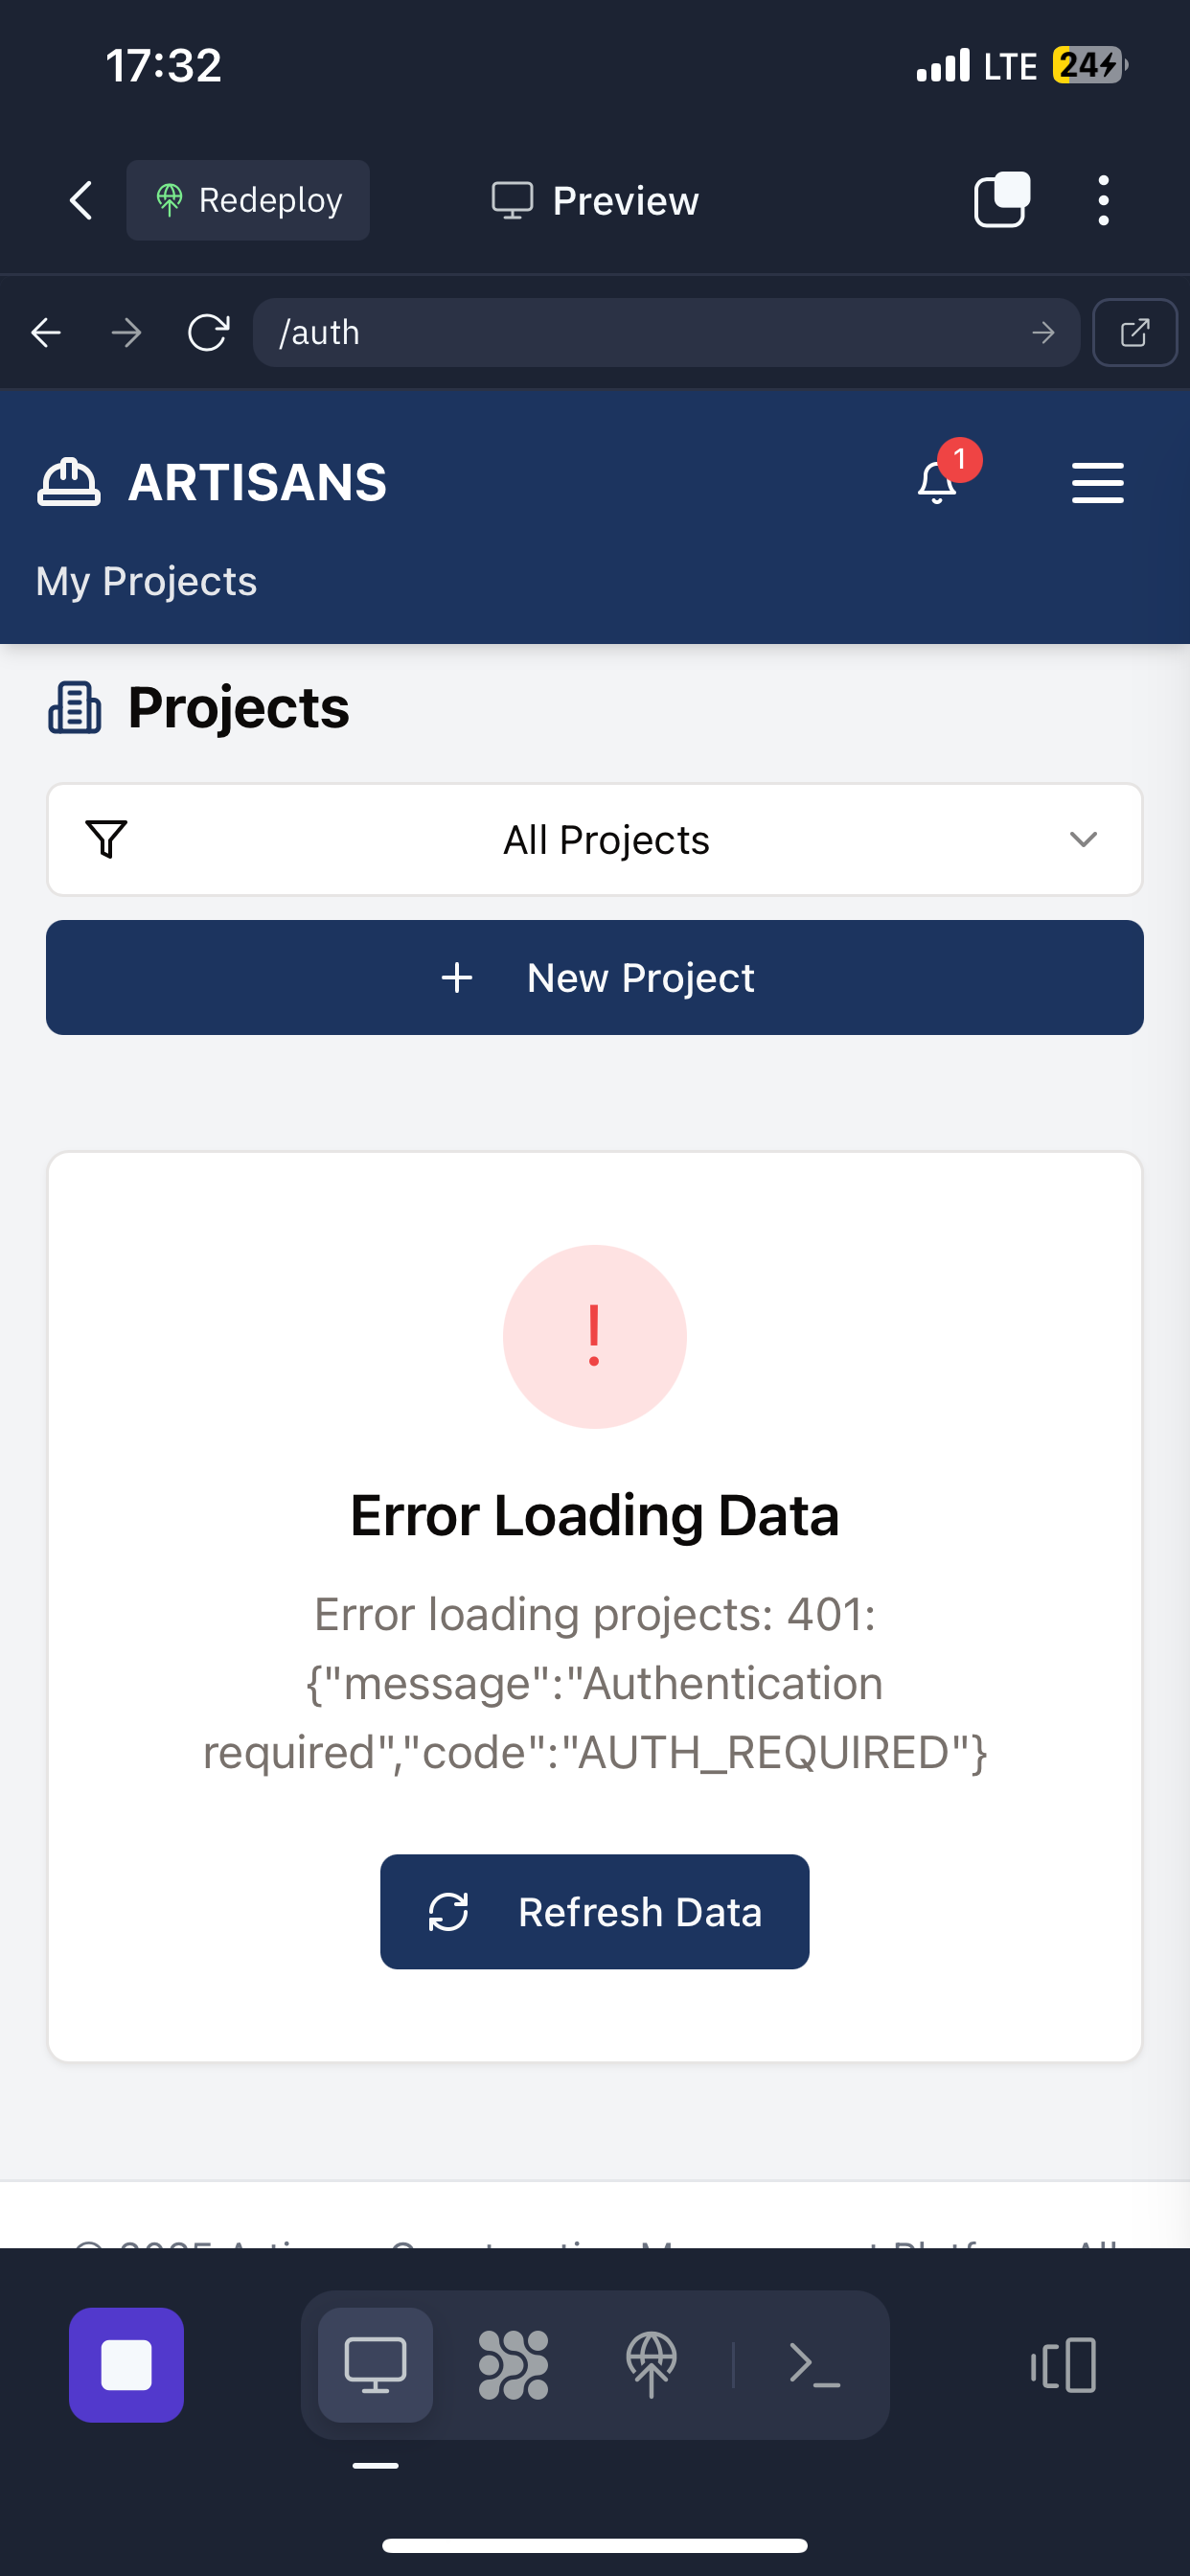 17:32
LTE
24
Redeploy
Preview
/auth
ARTISANS
1
My Projects
Projects
All Projects
New Project
!
Error Loading Data
Error loading projects: 401:
{"message":"Authentication
required","code":"AUTH_REQUIRED"}
Refresh Data